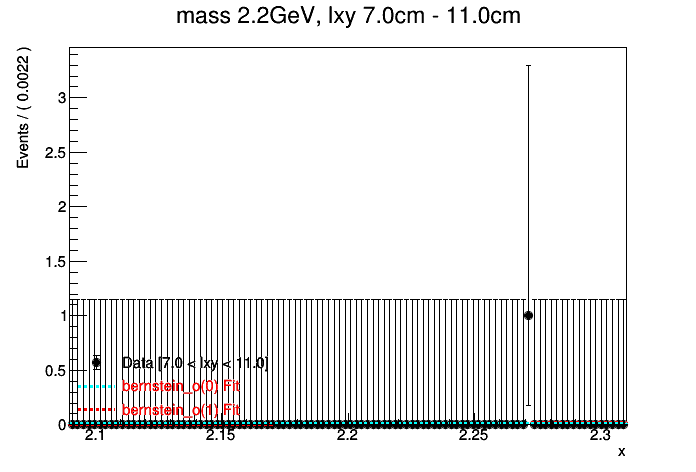 mass 2.2GeV, lxy 7.0cm - 11.0cm
Events / ( 0.0022 )
3
2.5
2
1.5
1
0.5
0
Data [7.0 < lxy < 11.0]
bernstein_o(0) Fit
bernstein_o(1) Fit
2.1 2.15 2.2 2.25 2.3
x